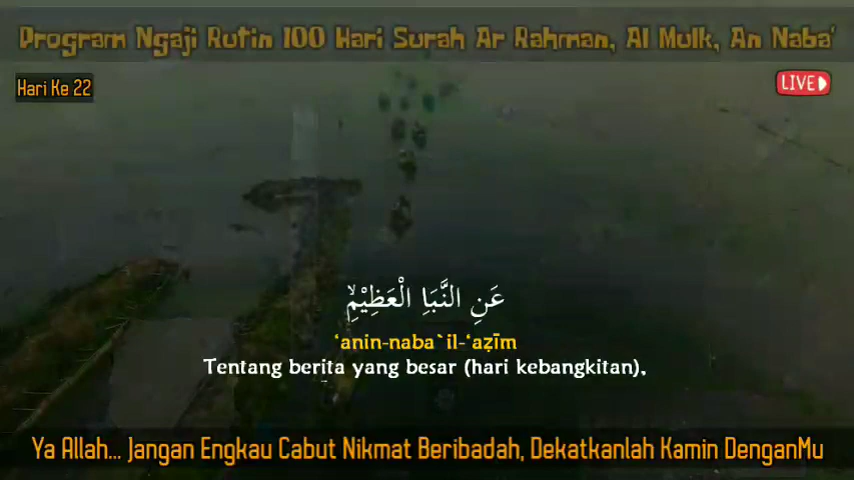 Program Ngaji Rutin 100 Hari Surah Ar Rahman, Al Mulk, An Naba'
Hari Ke 22
LIVE
عَنِ النَّبَاِ الْعَظِيْمِۙ
‘anin-naba`il-‘aẓīm
Tentang berita yang besar (hari kebangkitan),
Ya Allah... Jangan Engkau Cabut Nikmat Beribadah, Dekatkanlah Kamin DenganMu